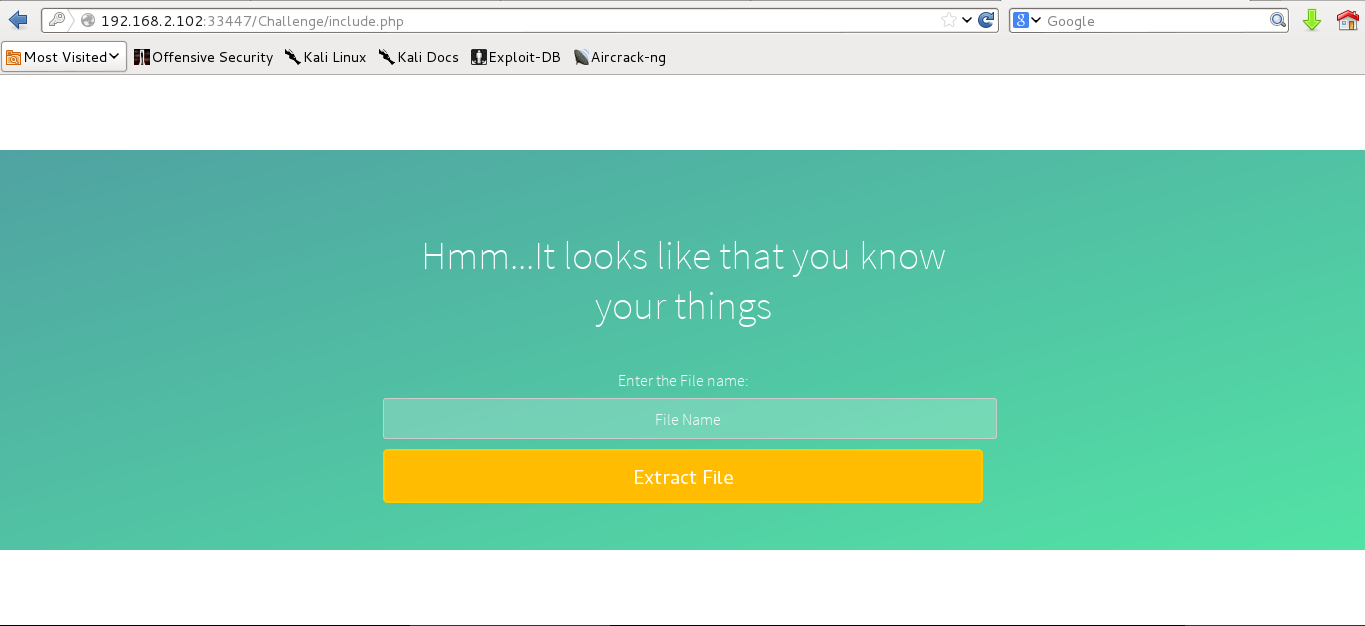 192.168.2.102:33447/Challenge/include.php
Google
Most Visited Offensive Security Kali Linux Kali Docs Exploit-DB Aircrack-ng
Hmm...It looks like that you know
your things
Enter the File name:
File Name
Extract File